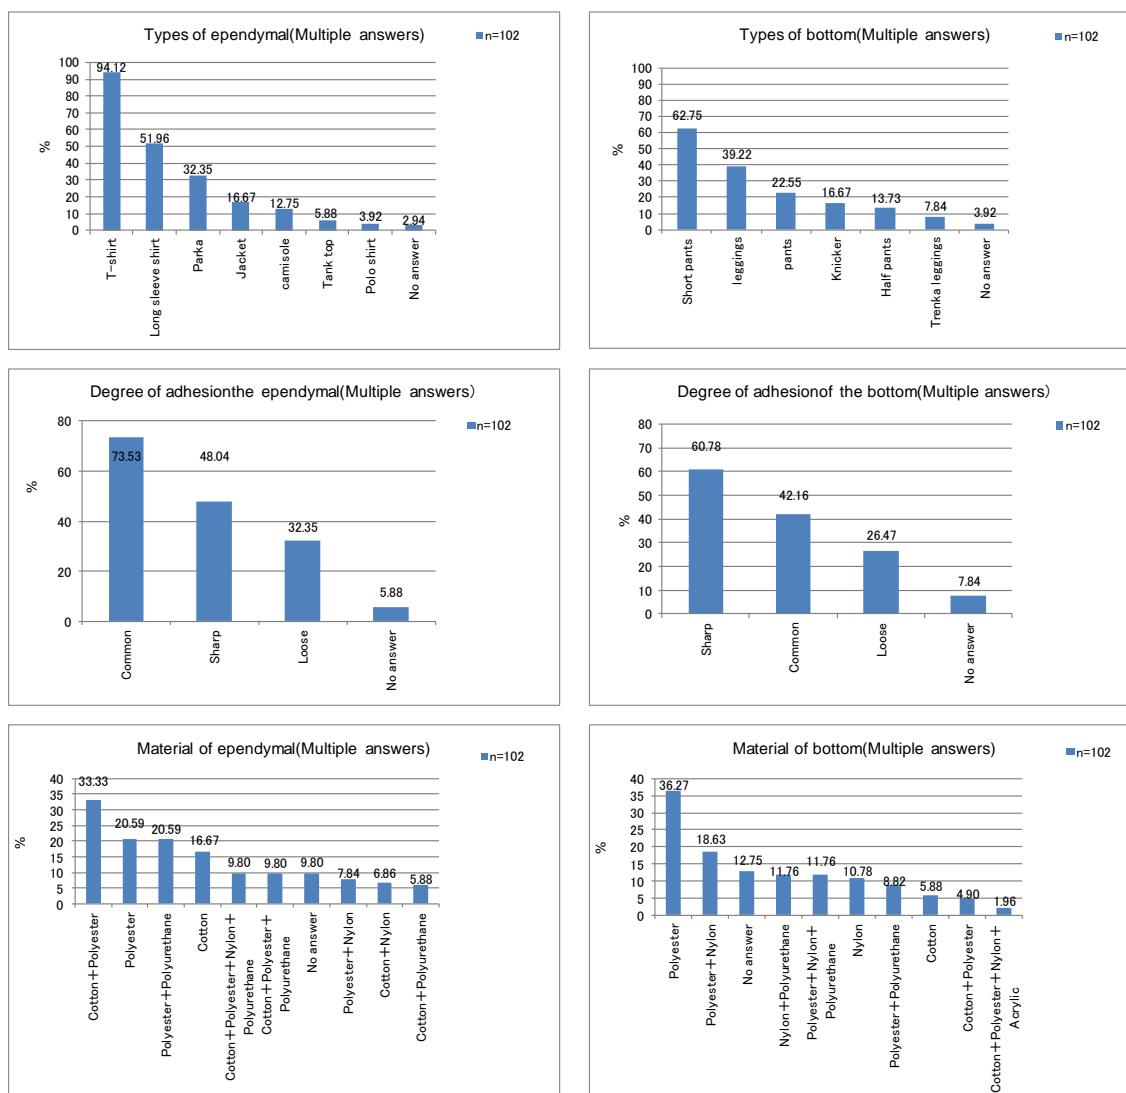 Types of ependymal(Multiple answers)
n=102
%
100
90
80
70
60
50
40
30
20
10
0
94.12
51.96
32.35
16.67
12.75
5.88
3.92
2.94
T-shirt
Long sleeve shirt
Parka
Jacket
camisole
Tank top
Polo shirt
No answer
Types of bottom(Multiple answers)
n=102
%
100
90
80
70
60
50
40
30
20
10
0
62.75
39.22
22.55
16.67
13.73
7.84
3.92
Short pants
leggings
pants
Knicker
Half pants
Trenka leggings
No answer
Degree of adhesionthe ependymal(Multiple answers)
n=102
%
80
60
40
20
0
73.53
48.04
32.35
5.88
Common
Sharp
Loose
No answer
Degree of adhesionof the bottom(Multiple answers)
n=102
%
80
70
60
50
40
30
20
10
0
60.78
42.16
26.47
7.84
Sharp
Common
Loose
No answer
Material of ependymal(Multiple answers)
n=102
%
40
35
30
25
20
15
10
5
0
33.33
20.59
20.59
16.67
9.80
9.80
9.80
7.84
6.86
5.88
Cotton＋Polyester
Polyester
Polyester＋Polyurethane
Cotton
Cotton＋Polyester＋Nylon＋
Polyurethane
Cotton＋Polyester＋
Polyurethane
No answer
Polyester＋Nylon
Cotton＋Nylon
Cotton＋Polyurethane
Material of bottom(Multiple answers)
n=102
%
40
35
30
25
20
15
10
5
0
36.27
18.63
12.75
11.76
11.76
10.78
8.82
5.88
4.90
1.96
Polyester
Polyester＋Nylon
No answer
Nylon＋Polyurethane
Polyester＋Nylon＋
Polyurethane
Nylon
Polyester＋Polyurethane
Cotton
Cotton＋Polyester
Cotton＋Polyester＋Nylon＋
Acrylic